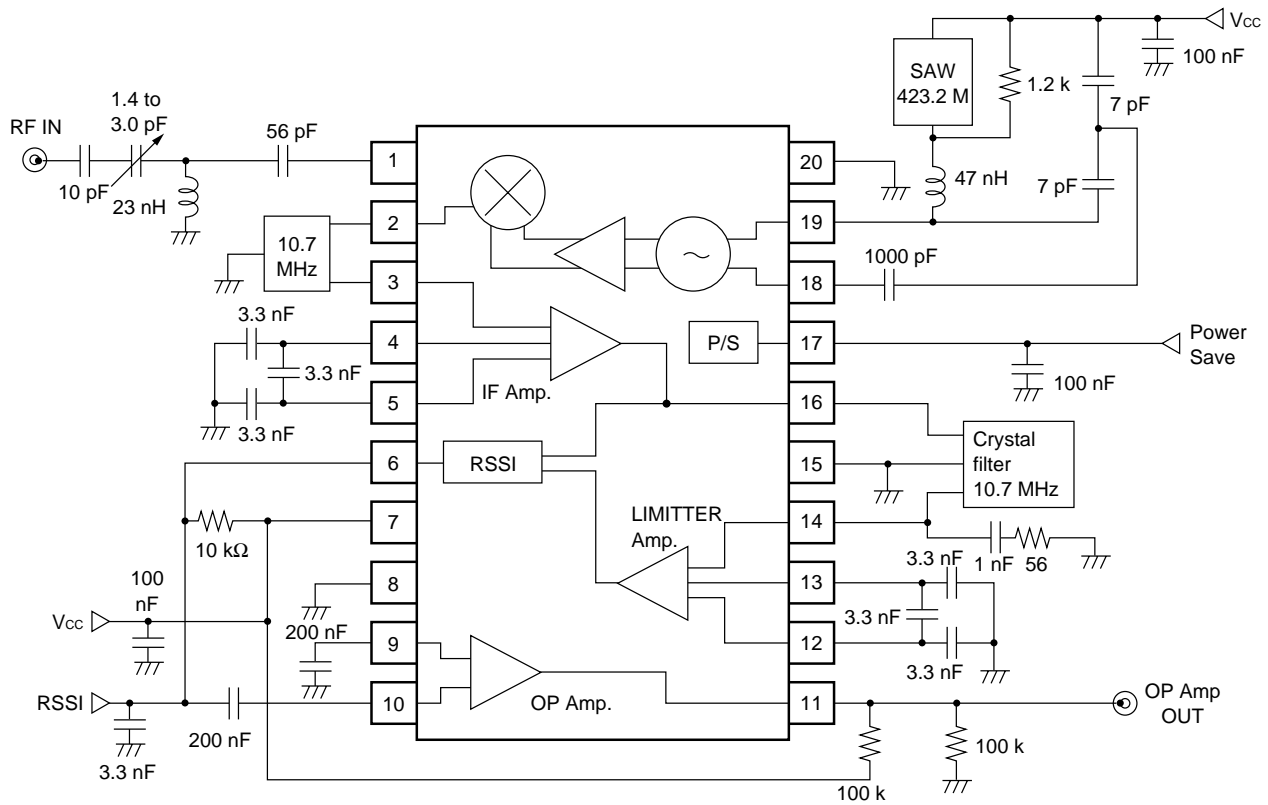 RF IN
1.4 to
3.0 pF
10 pF
23 nH
56 pF
10.7
MHz
3.3 nF
3.3 nF
3.3 nF
10 kΩ
100
nF
Vcc
200 nF
RSSI
3.3 nF
200 nF
1
2
3
4
5
6
7
8
9
10
~
IF Amp.
P/S
RSSI
LIMITTER
Amp.
OP Amp.
20
19
18
17
16
15
14
13
12
11
SAW
423.2 M
1.2 k
7 pF
100 nF
Vcc
47 nH
7 pF
1000 pF
Power
Save
100 nF
Crystal
filter
10.7 MHz
1 nF
56
3.3 nF
3.3 nF
3.3 nF
OP Amp
OUT
100 k
100 k